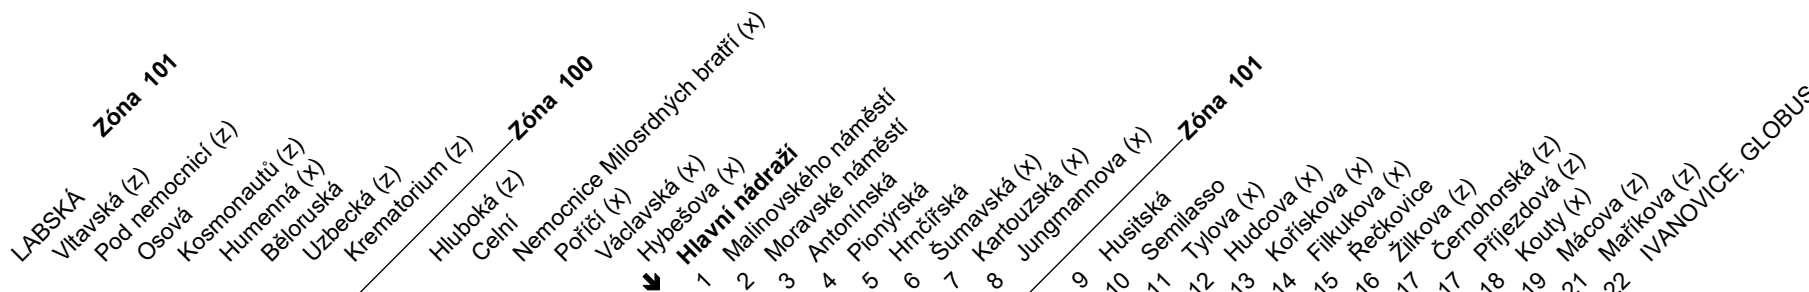 Zóna 101
LABSKÁ
Vltavská (z)
Pod nemocnicí (z)
Osová
Kosmonautů (z)
Humenná (x)
Běloruská
Uzbecká (z)
Krematorium (z)
Zóna 100
Hluboká (z)
Celní
Nemocnice Milosrdných bratří (x)
Poříčí (x)
Václavská (x)
Hybešova (x)
🡻 Hlavní nádraží
1 Malinovského náměstí
2 Moravské náměstí
3 Antonínská
4 Pionýrská
5 Hrnčířská
6 Šumavská (x)
7 Kartouzská (x)
8 Jungmannova (x)
Zóna 101
9 Husitská
10 Semilasso
11 Tylova (x)
12 Hudcova (x)
13 Kořískova (x)
14 Filkukova (x)
15 Řečkovice
16 Žilkova (z)
17 Černohorská (z)
17 Příjezdová (z)
18 Kouty (x)
19 Mácova (z)
21 Maříkova (z)
22 IVANOVICE, GLOBUS